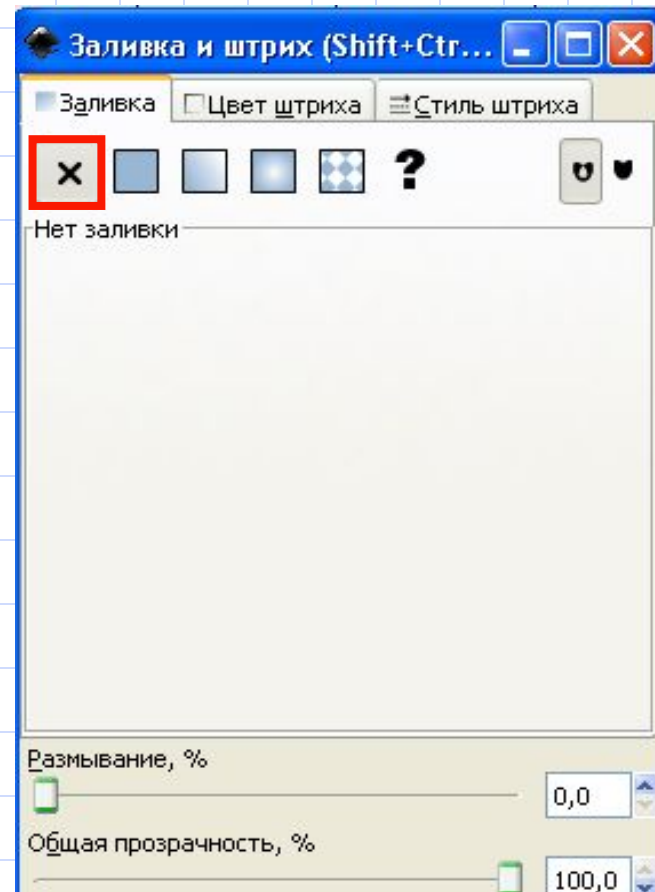 Заливка и штрих (Shift+Ctr...
Заливка Цвет штриха Стиль штриха
?
Нет заливки
Размывание, %
0,0
Общая прозрачность, %
100,0